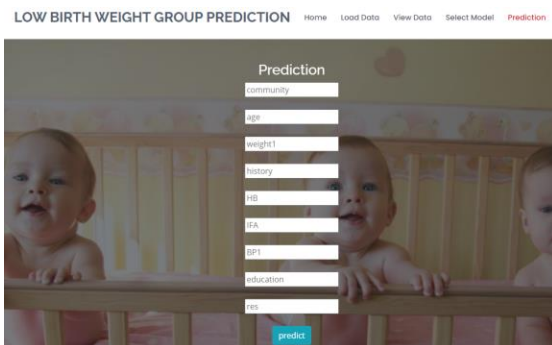 LOW BIRTH WEIGHT GROUP PREDICTION Home Load Data View Data Select Model Prediction
Prediction
community
age
weight1
history
HB
IFA
BP1
education
res
predict